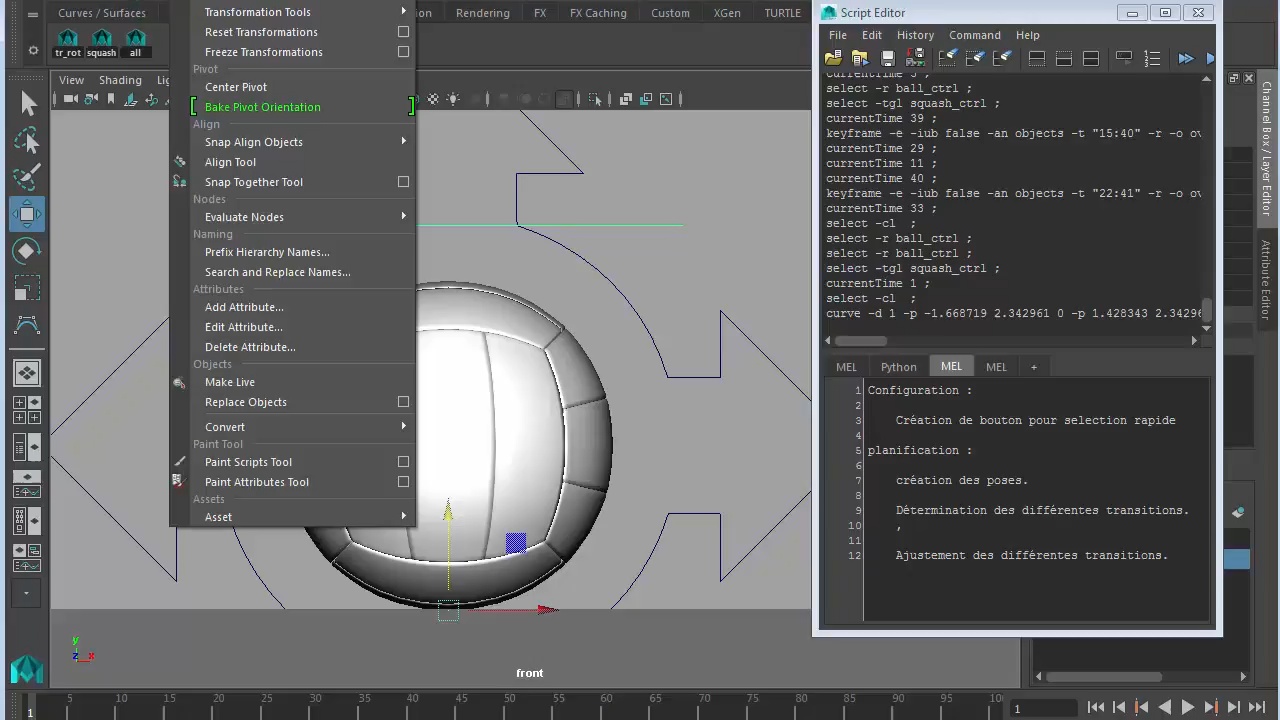 Curves / Surfaces
Rendering
FX
FX Caching
Custom
XGen
TURTLE
tr_rot
squash
all
View
Shading
Transformation Tools
Reset Transformations
Freeze Transformations
Pivot
Center Pivot
Bake Pivot Orientation
Align
Snap Align Objects
Align Tool
Snap Together Tool
Nodes
Evaluate Nodes
Naming
Prefix Hierarchy Names...
Search and Replace Names...
Attributes
Add Attribute...
Edit Attribute...
Delete Attribute...
Objects
Make Live
Replace Objects
Convert
Paint Tool
Paint Scripts Tool
Paint Attributes Tool
Assets
Asset
Script Editor
File Edit History Command Help
select -r ball_ctrl ;
select -tgl squash_ctrl ;
currentTime 39 ;
keyframe -e -iub false -an objects -t "15:40" -r -o ov
currentTime 29 ;
currentTime 11 ;
currentTime 40 ;
keyframe -e -iub false -an objects -t "22:41" -r -o ov
currentTime 33 ;
select -cl  ;
select -r ball_ctrl ;
select -r ball_ctrl ;
select -tgl squash_ctrl ;
currentTime 1 ;
select -cl  ;
curve -d 1 -p -1.668719 2.342961 0 -p 1.428343 2.34296
MEL Python MEL MEL +
1 Configuration :
2
3 Création de bouton pour selection rapide
4
5 planification :
6
7 création des poses.
8
9 Détermination des différentes transitions.
10 ,
11
12 Ajustement des différentes transitions.
Channel Box / Layer Editor
Attribute Editor
y
z x
front
1 5 10 15 20 25 30 35 40 45 50 55 60 65 70 75 80 85 90 95 10
1